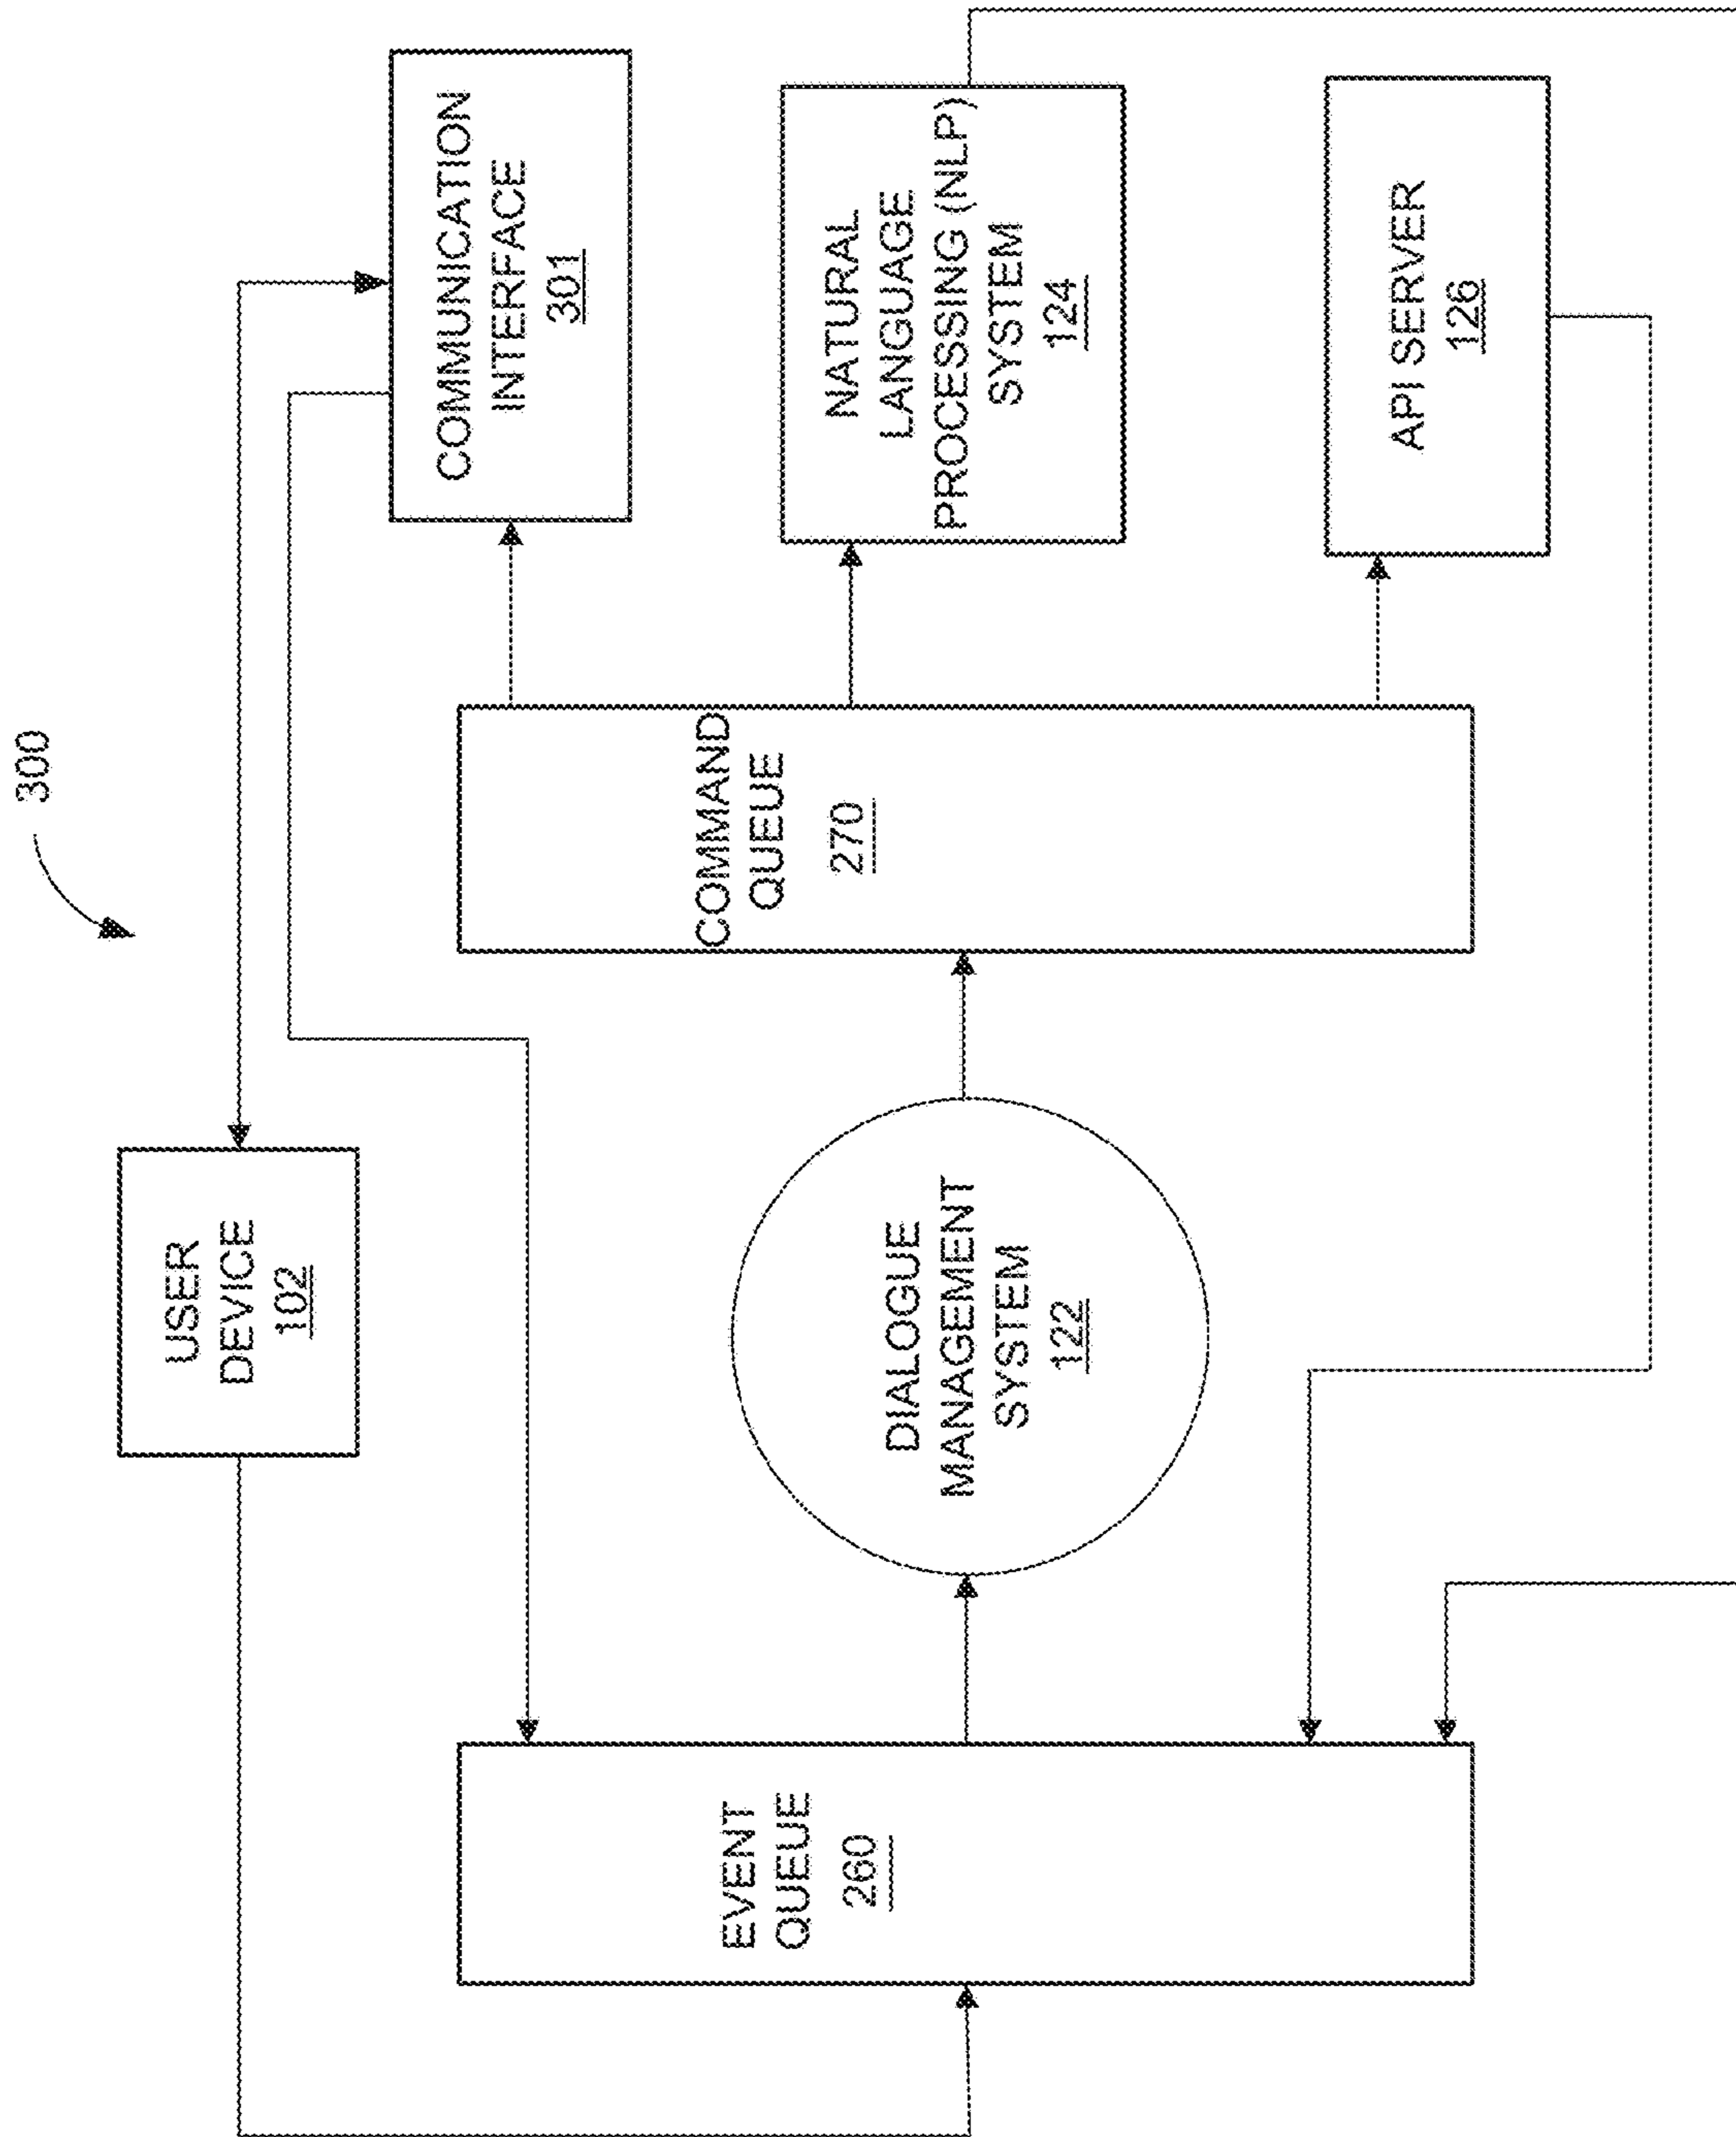 300
USER
DEVICE
102
EVENT
QUEUE
260
DIALOGUE
MANAGEMENT
SYSTEM
122
COMMAND
QUEUE
270
COMMUNICATION
INTERFACE
301
NATURAL
LANGUAGE
PROCESSING (NLP)
SYSTEM
124
API SERVER
126